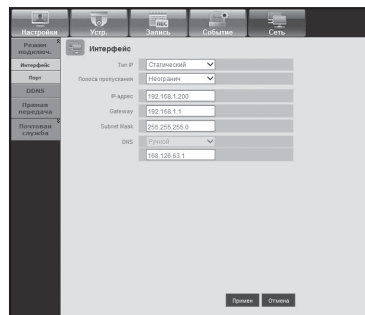 Настройки Устр. Запись Событие Сеть
REC
Режим подключ.
Интерфейс
Порт
DDNS
Прямая передача
Почтовая служба
Интерфейс
Тип IP Статический
Полоса пропускания Неогранич
IP-адрес 192.168.1.200
Gateway 192.168.1.1
Subnet Mask 255.255.255.0
DNS Ручной
168.126.63.1
Примен Отмена